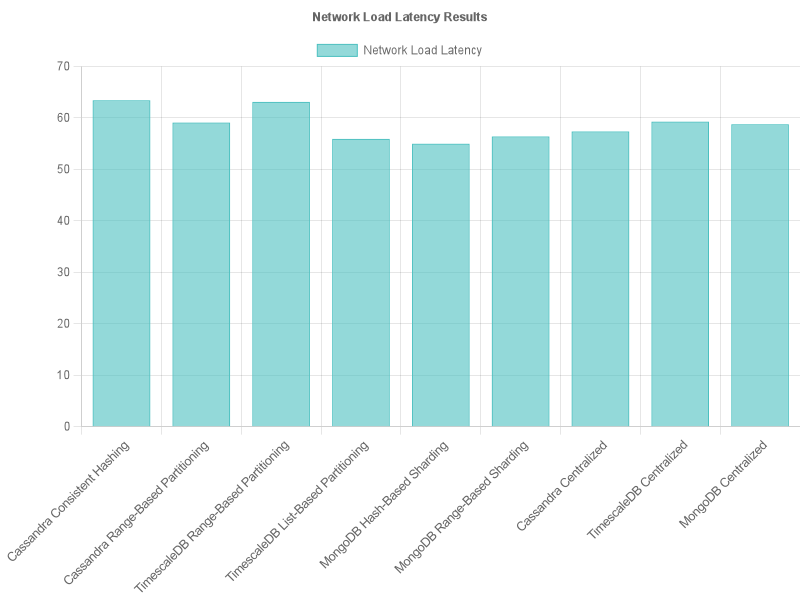 Network Load Latency Results
Network Load Latency
70
60
50
40
30
20
10
0
Cassandra Consistent Hashing
Cassandra Range-Based Partitioning
TimescaleDB Range-Based Partitioning
TimescaleDB List-Based Partitioning
MongoDB Hash-Based Sharding
MongoDB Range-Based Sharding
Cassandra Centralized
TimescaleDB Centralized
MongoDB Centralized